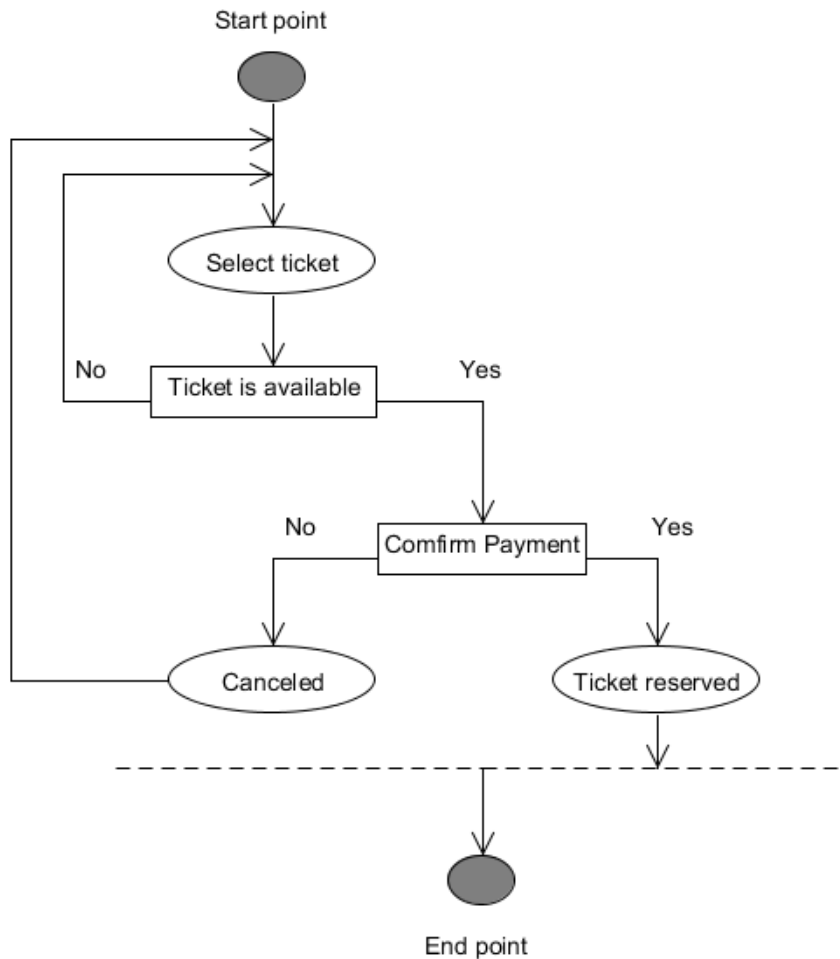 Start point
Select ticket
No
Yes
Ticket is available
No
Yes
Comfirm Payment
Canceled
Ticket reserved
End point